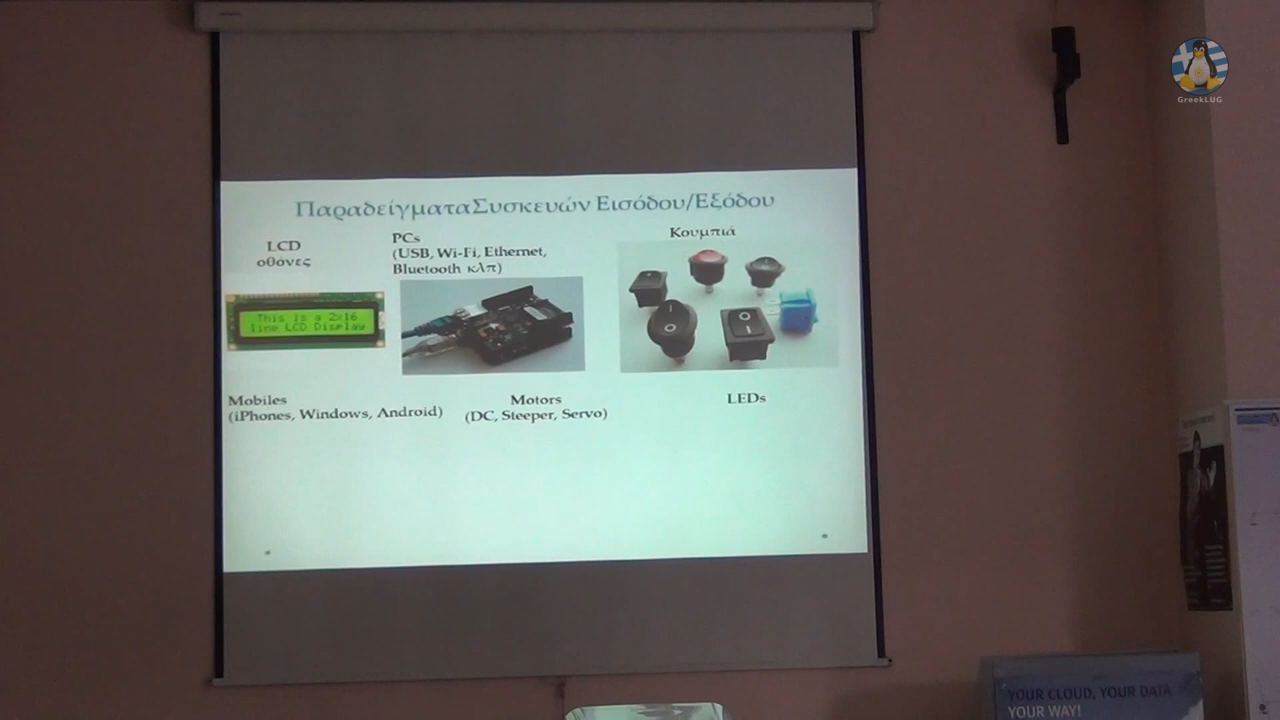 GreekLUG
ΠαραδείγματαΣυσκευών Εισόδου/Εξόδου
LCD
οθόνες
PCs
(USB, Wi-Fi, Ethernet,
Bluetooth κλπ)
Κουμπιά
This is a 2x16
line LCD Display
Mobiles
(iPhones, Windows, Android)
Motors
(DC, Steeper, Servo)
LEDs
YOUR CLOUD, YOUR DATA
YOUR WAY!